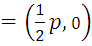 = (1/2 p, 0)